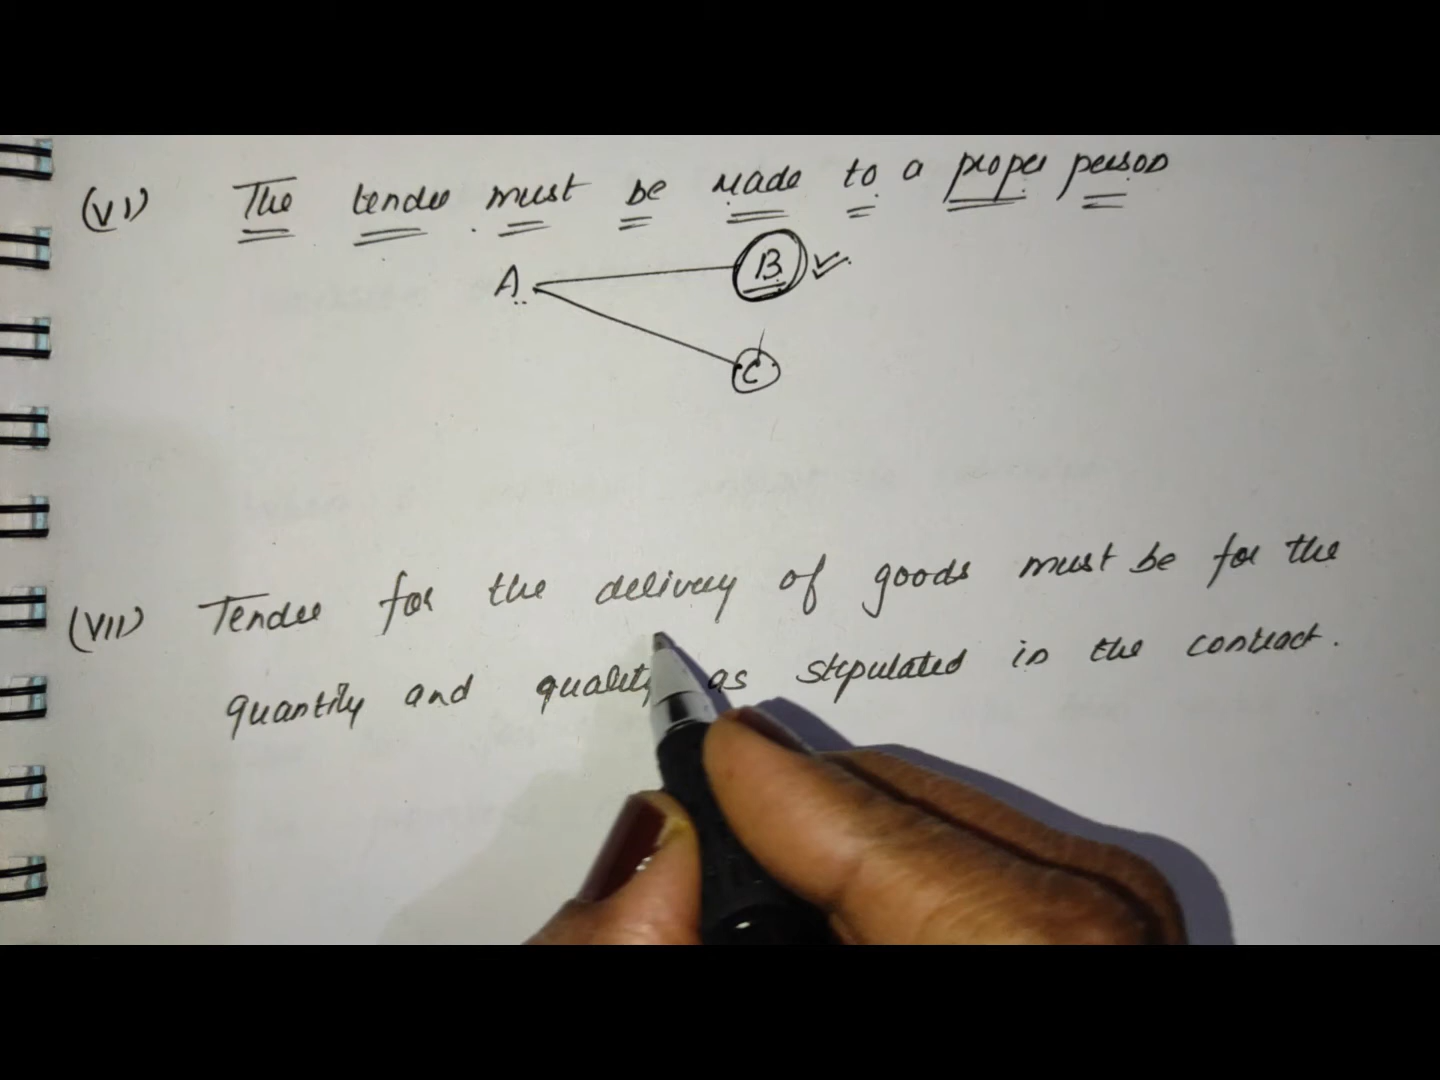 (VI) The tender must be made to a proper person
A B
C
(VII) Tender for the delivery of goods must be for the
quantity and quality as stipulated in the contract.